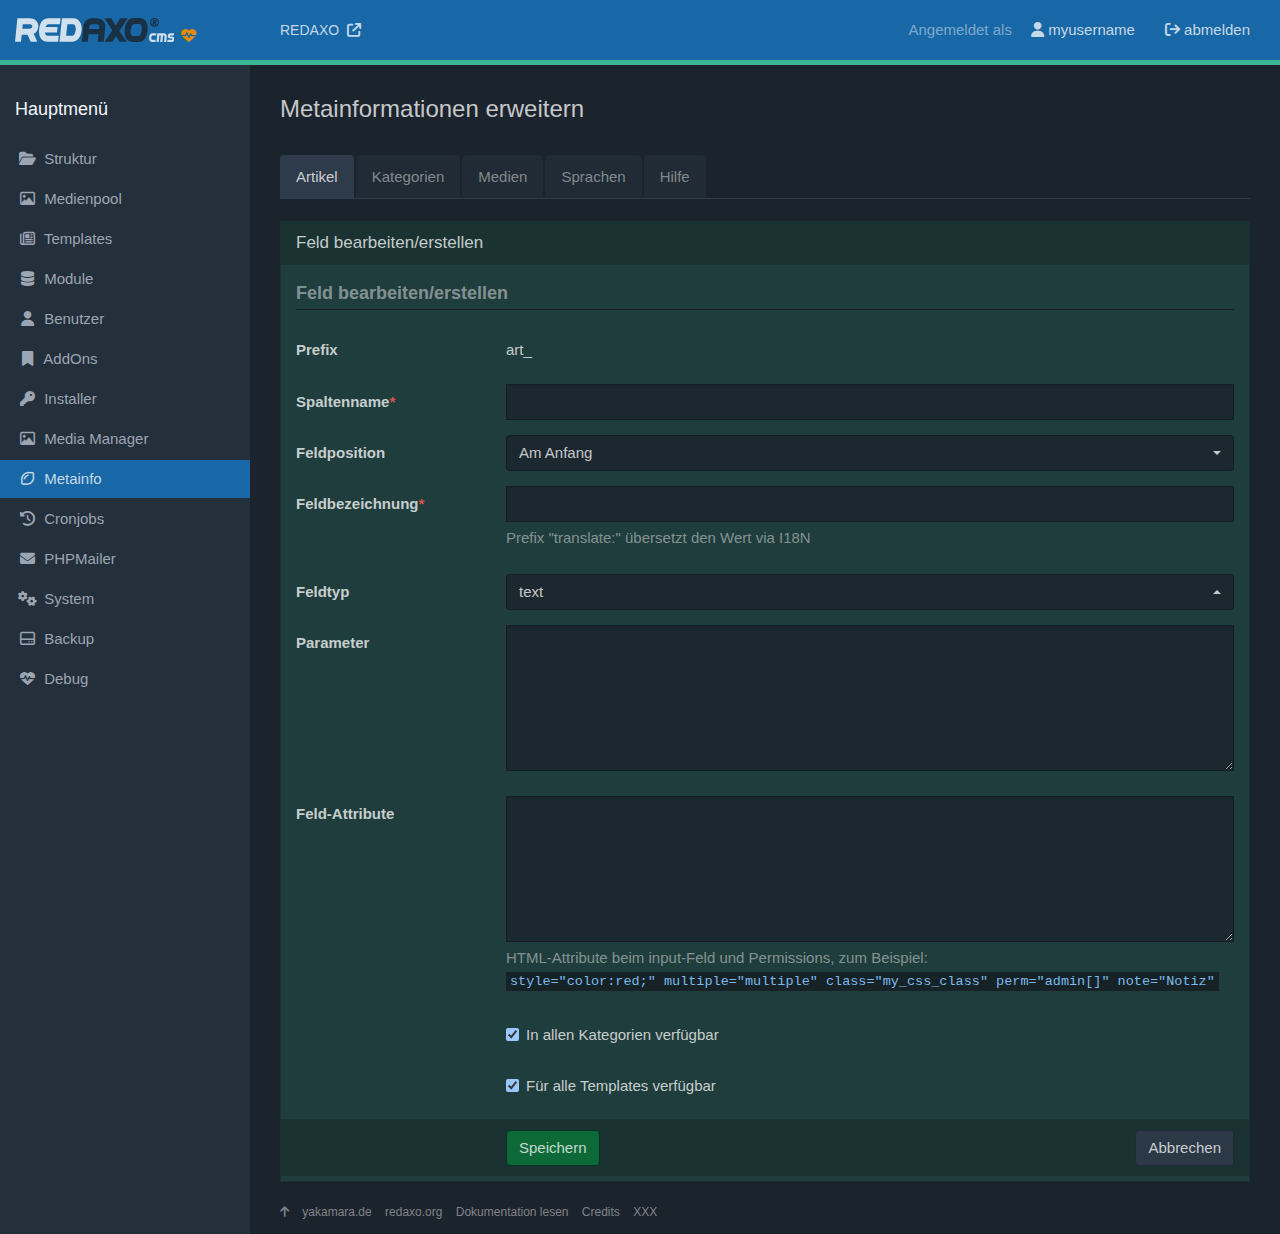 REDAXO® cms
REDAXO
Angemeldet als myusername abmelden
Hauptmenü
Struktur
Medienpool
Templates
Module
Benutzer
AddOns
Installer
Media Manager
Metainfo
Cronjobs
PHPMailer
System
Backup
Debug
Metainformationen erweitern
Artikel Kategorien Medien Sprachen Hilfe
Feld bearbeiten/erstellen
Feld bearbeiten/erstellen
Prefix art_
Spaltenname*
Feldposition Am Anfang
Feldbezeichnung*
Prefix "translate:" übersetzt den Wert via I18N
Feldtyp text
Parameter
Feld-Attribute
HTML-Attribute beim input-Feld und Permissions, zum Beispiel:
style="color:red;" multiple="multiple" class="my_css_class" perm="admin[]" note="Notiz"
In allen Kategorien verfügbar
Für alle Templates verfügbar
Speichern Abbrechen
yakamara.de redaxo.org Dokumentation lesen Credits XXX